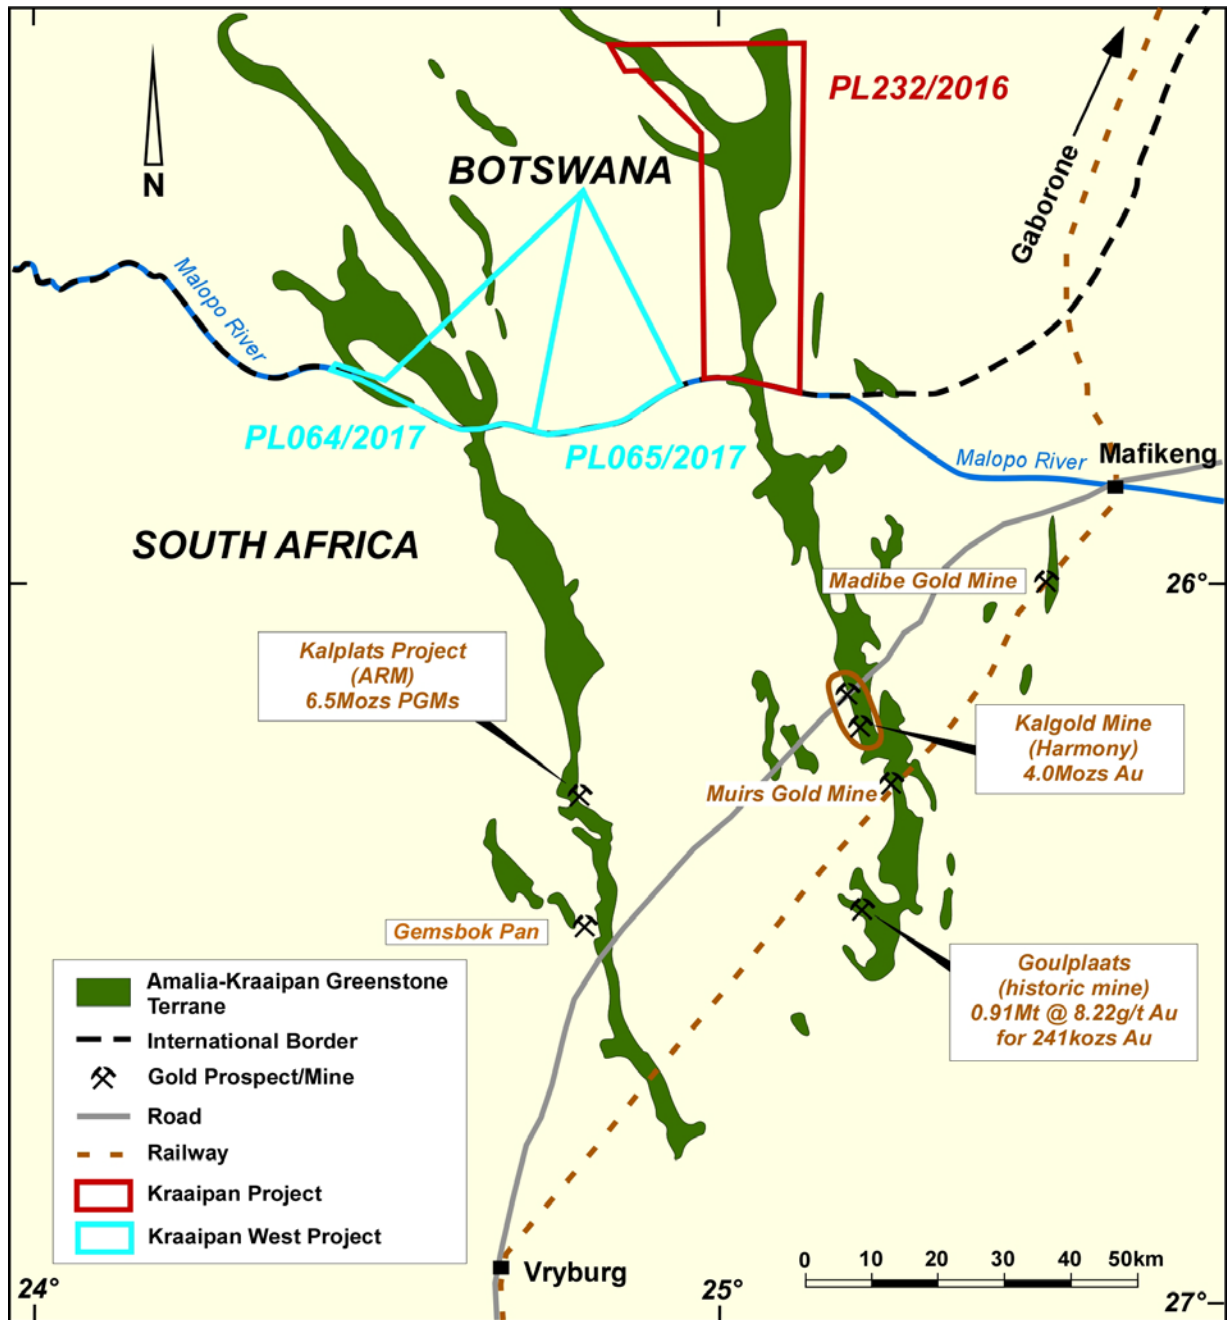 PL232/2016
BOTSWANA
N
Gaborone
Malopo River
PL064/2017
PL065/2017
Malopo River
Mafikeng
SOUTH AFRICA
Madibe Gold Mine
26°
Kalplats Project
(ARM)
6.5Mozs PGMs
Kalgold Mine
(Harmony)
4.0Mozs Au
Muirs Gold Mine
Gemsbok Pan
Goulplaats
(historic mine)
0.91Mt @ 8.22g/t Au
for 241kozs Au
Amalia-Kraaipan Greenstone
Terrane
International Border
Gold Prospect/Mine
Road
Railway
Kraaipan Project
Kraaipan West Project
Vryburg
0 10 20 30 40 50km
24°
25°
27°